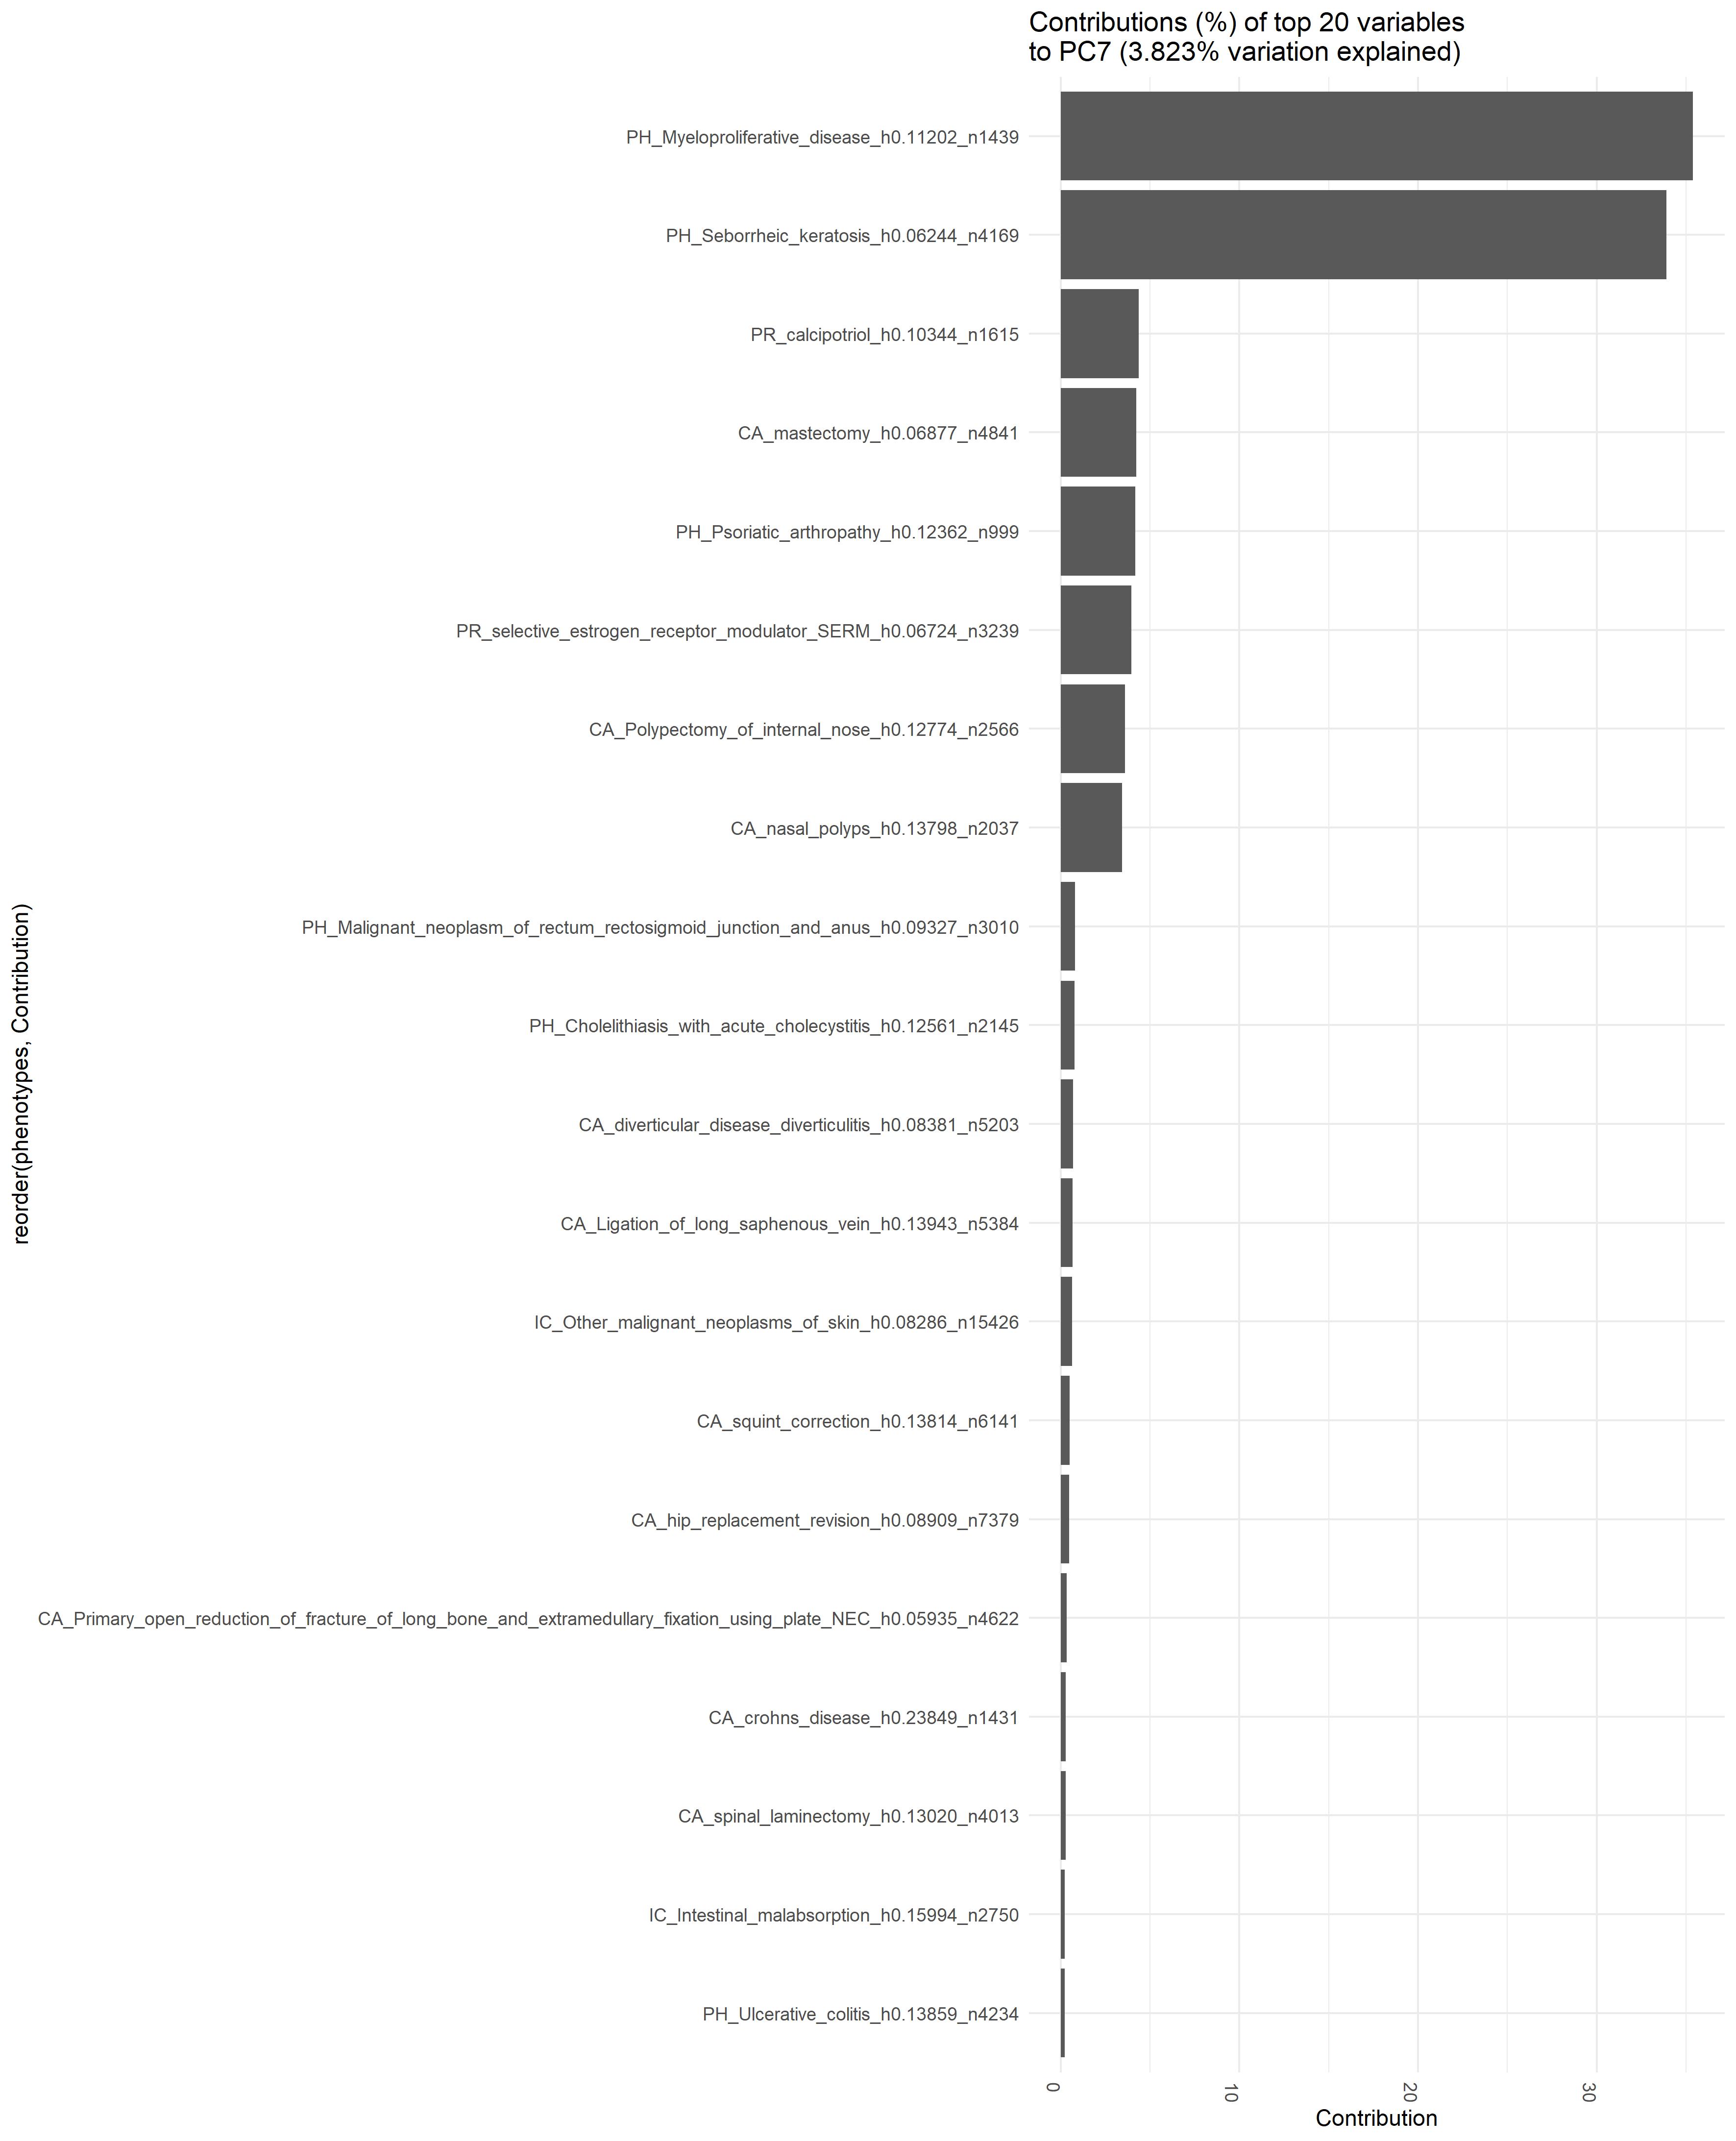 Contributions (%) of top 20 variables
to PC7 (3.823% variation explained)
PH_Myeloproliferative_disease_h0.11202_n1439
PH_Seborrheic_keratosis_h0.06244_n4169
PR_calcipotriol_h0.10344_n1615
CA_mastectomy_h0.06877_n4841
PH_Psoriatic_arthropathy_h0.12362_n999
PR_selective_estrogen_receptor_modulator_SERM_h0.06724_n3239
CA_Polypectomy_of_internal_nose_h0.12774_n2566
CA_nasal_polyps_h0.13798_n2037
PH_Malignant_neoplasm_of_rectum_rectosigmoid_junction_and_anus_h0.09327_n3010
PH_Cholelithiasis_with_acute_cholecystitis_h0.12561_n2145
CA_diverticular_disease_diverticulitis_h0.08381_n5203
CA_Ligation_of_long_saphenous_vein_h0.13943_n5384
IC_Other_malignant_neoplasms_of_skin_h0.08286_n15426
CA_squint_correction_h0.13814_n6141
CA_hip_replacement_revision_h0.08909_n7379
CA_Primary_open_reduction_of_fracture_of_long_bone_and_extramedullary_fixation_using_plate_NEC_h0.05935_n4622
CA_crohns_disease_h0.23849_n1431
CA_spinal_laminectomy_h0.13020_n4013
IC_Intestinal_malabsorption_h0.15994_n2750
PH_Ulcerative_colitis_h0.13859_n4234
reorder(phenotypes, Contribution)
0
10
20
30
Contribution